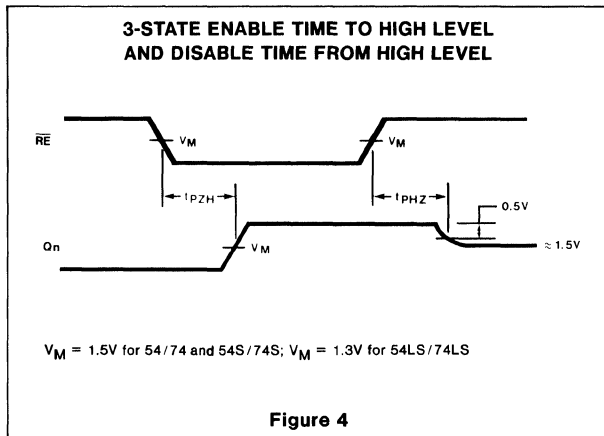 3-STATE ENABLE TIME TO HIGH LEVEL
AND DISABLE TIME FROM HIGH LEVEL
RE
VM
VM
tPZH
tPHZ
0.5V
Qn
VM
≈ 1.5V
VM = 1.5V for 54/74 and 54S/74S; VM = 1.3V for 54LS/74LS
Figure 4